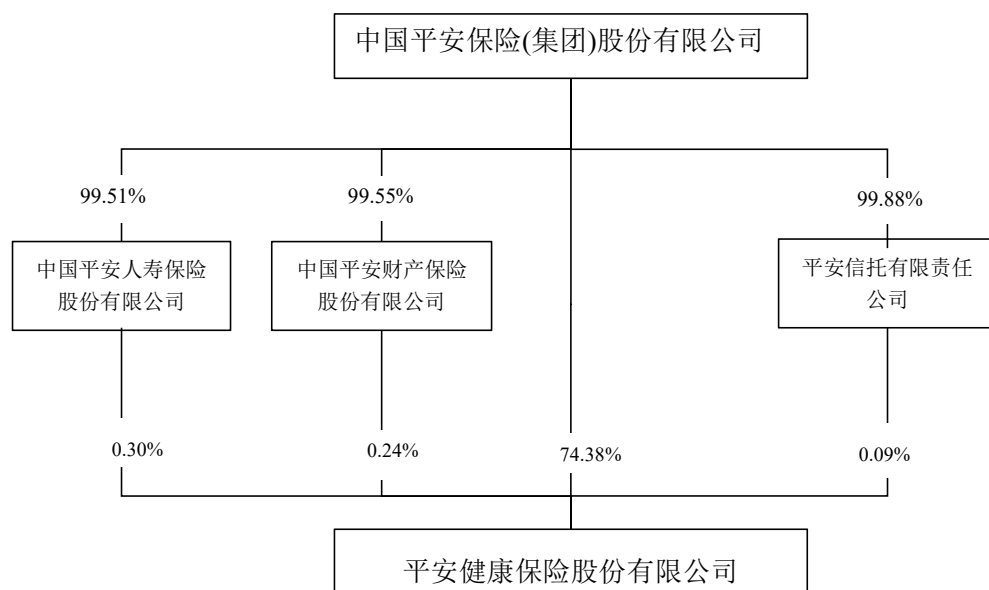 中国平安保险(集团)股份有限公司
99.51%
99.55%
99.88%
中国平安人寿保险
股份有限公司
中国平安财产保险
股份有限公司
平安信托有限责任
公司
0.30%
0.24%
74.38%
0.09%
平安健康保险股份有限公司